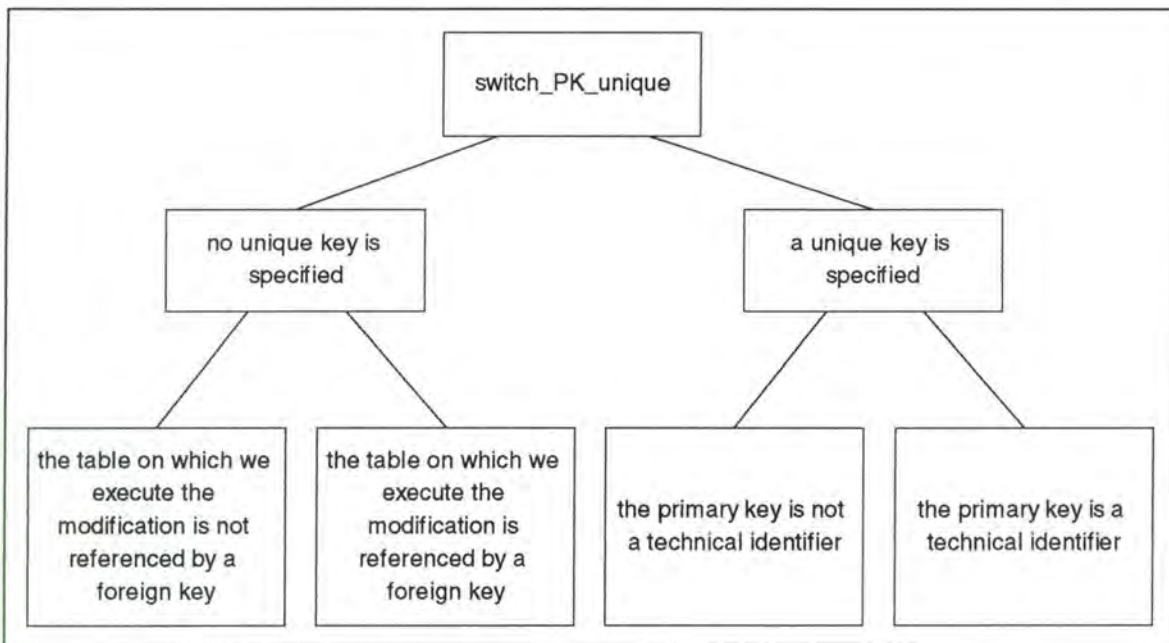 switch_PK_unique
no unique key is
specified
a unique key is
specified
the table on which we
execute the
modification is not
referenced by a
foreign key
the table on which we
execute the
modification is
referenced by a
foreign key
the primary key is not
a technical identifier
the primary key is a
technical identifier